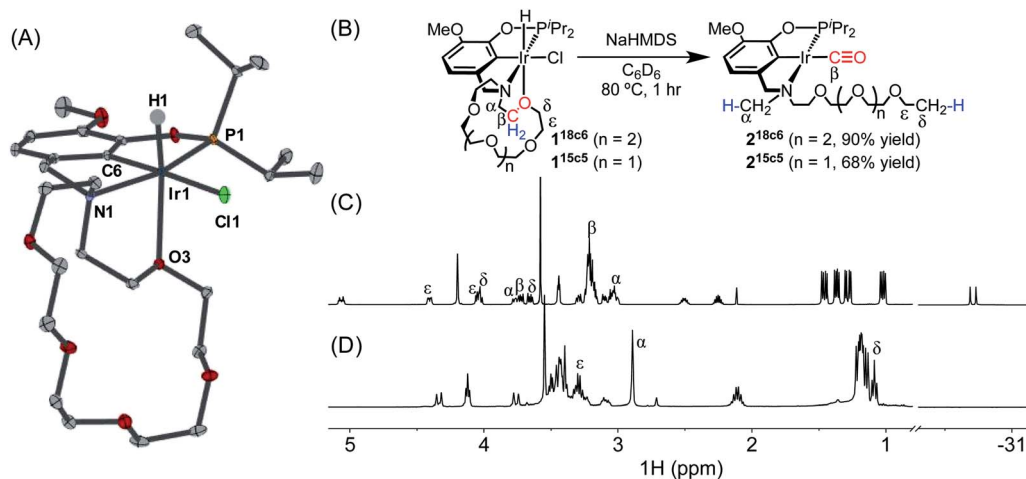 (A)
H1
P1
C6
Ir1
Cl1
N1
O3
(B)
H
MeO
O
PⁱPr₂
Ir
Cl
N
α
β
C
H₂
O
δ
ε
O
O
O
n
1¹⁸ᶜ⁶ (n = 2)
1¹⁵ᶜ⁵ (n = 1)
NaHMDS
C₆D₆
80 ºC, 1 hr
MeO
O
PⁱPr₂
Ir
C≡O
β
N
H-CH₂
α
O
O
n
O
ε
CH₂-H
δ
2¹⁸ᶜ⁶ (n = 2, 90% yield)
2¹⁵ᶜ⁵ (n = 1, 68% yield)
(C)
ε
ε
δ
α
β
δ
β
α
(D)
ε
α
δ
5 4 3 2 1 -31
1H (ppm)